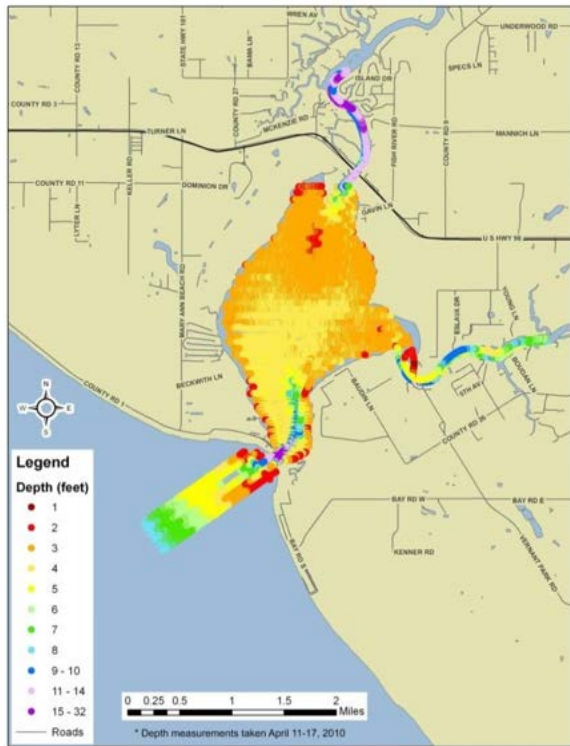 WREN AV
UNDERWOOD RD
COUNTY RD 13
STATE HWY 181
BAMA LN
SPECS LN
ISLAND DR
COUNTY RD 3
COUNTY RD 27
MCKENZIE RD
TURNER LN
FISH RIVER RD
COUNTY RD 9
MANNICH LN
KELLER RD
COUNTY RD 11
DOMINION DR
GAVIN LN
LYTER LN
U S HWY 98
MARY ANN BEACH RD
ESLAVA DR
YOUNG LN
BECKWITH LN
BAUDIN LN
5TH AV
COUNTY RD 1
COUNTY RD 26
N
W E
S
Legend
Depth (feet)
1
2
3
4
5
6
7
8
9 - 10
11 - 14
15 - 32
Roads
BAY RD W
BAY RD E
KENNER RD
BAY RD S
VERNANT PARK RD
0 0.25 0.5 1 1.5 2
Miles
* Depth measurements taken April 11-17, 2010